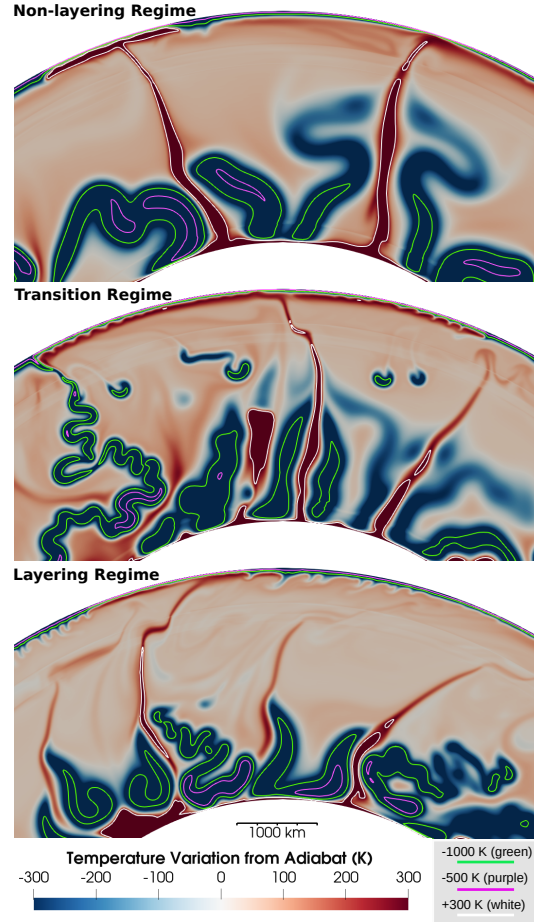 Non-layering Regime
Transition Regime
Layering Regime
1000 km
Temperature Variation from Adiabat (K)
-300 -200 -100 0 100 200 300
-1000 K (green)
-500 K (purple)
+300 K (white)